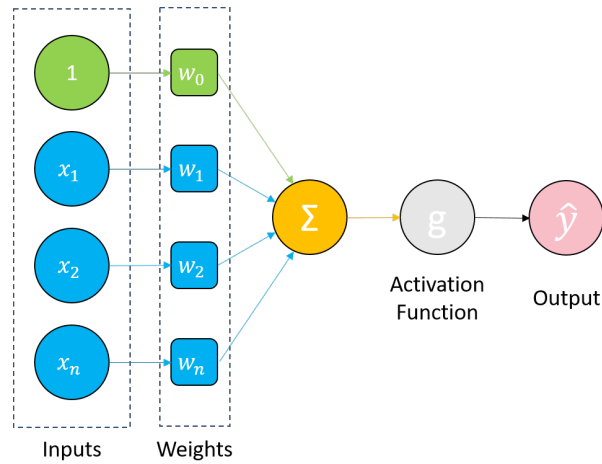 1
w₀
x₁
w₁
x₂
w₂
xₙ
wₙ
Σ
g
ŷ
Activation
Function
Output
Inputs
Weights